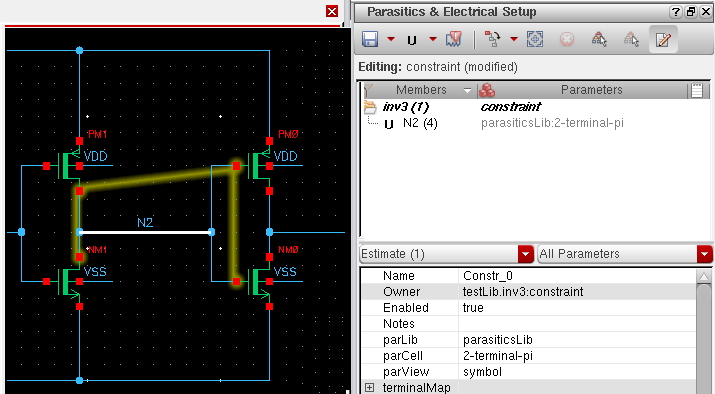 Parasitics & Electrical Setup
Editing: constraint (modified)
Members Parameters
inv3 (1) constraint
N2 (4) parasiticsLib:2-terminal-pi
PM1 PM0
VDD VDD
N2
NM1 NM0
VSS VSS
Estimate (1) All Parameters
Name Constr_0
Owner testLib.inv3:constraint
Enabled true
Notes
parLib parasiticsLib
parCell 2-terminal-pi
parView symbol
terminalMap